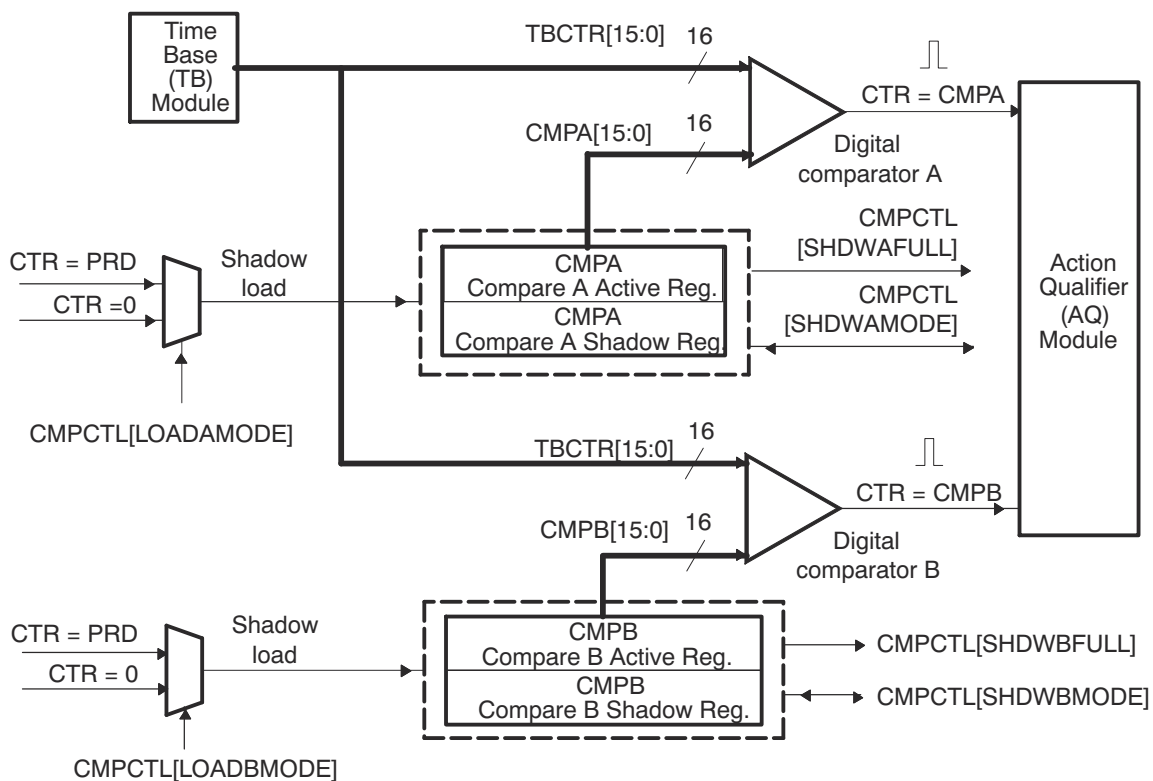 Time
Base
(TB)
Module
TBCTR[15:0]
16
CTR = CMPA
CMPA[15:0]
16
Digital
comparator A
Action
Qualifier
(AQ)
Module
CTR = PRD
CTR =0
Shadow
load
CMPA
Compare A Active Reg.
CMPA
Compare A Shadow Reg.
CMPCTL
[SHDWAFULL]
CMPCTL
[SHDWAMODE]
CMPCTL[LOADAMODE]
TBCTR[15:0]
16
CTR = CMPB
CMPB[15:0]
16
Digital
comparator B
CTR = PRD
CTR = 0
Shadow
load
CMPB
Compare B Active Reg.
CMPB
Compare B Shadow Reg.
CMPCTL[SHDWBFULL]
CMPCTL[SHDWBMODE]
CMPCTL[LOADBMODE]